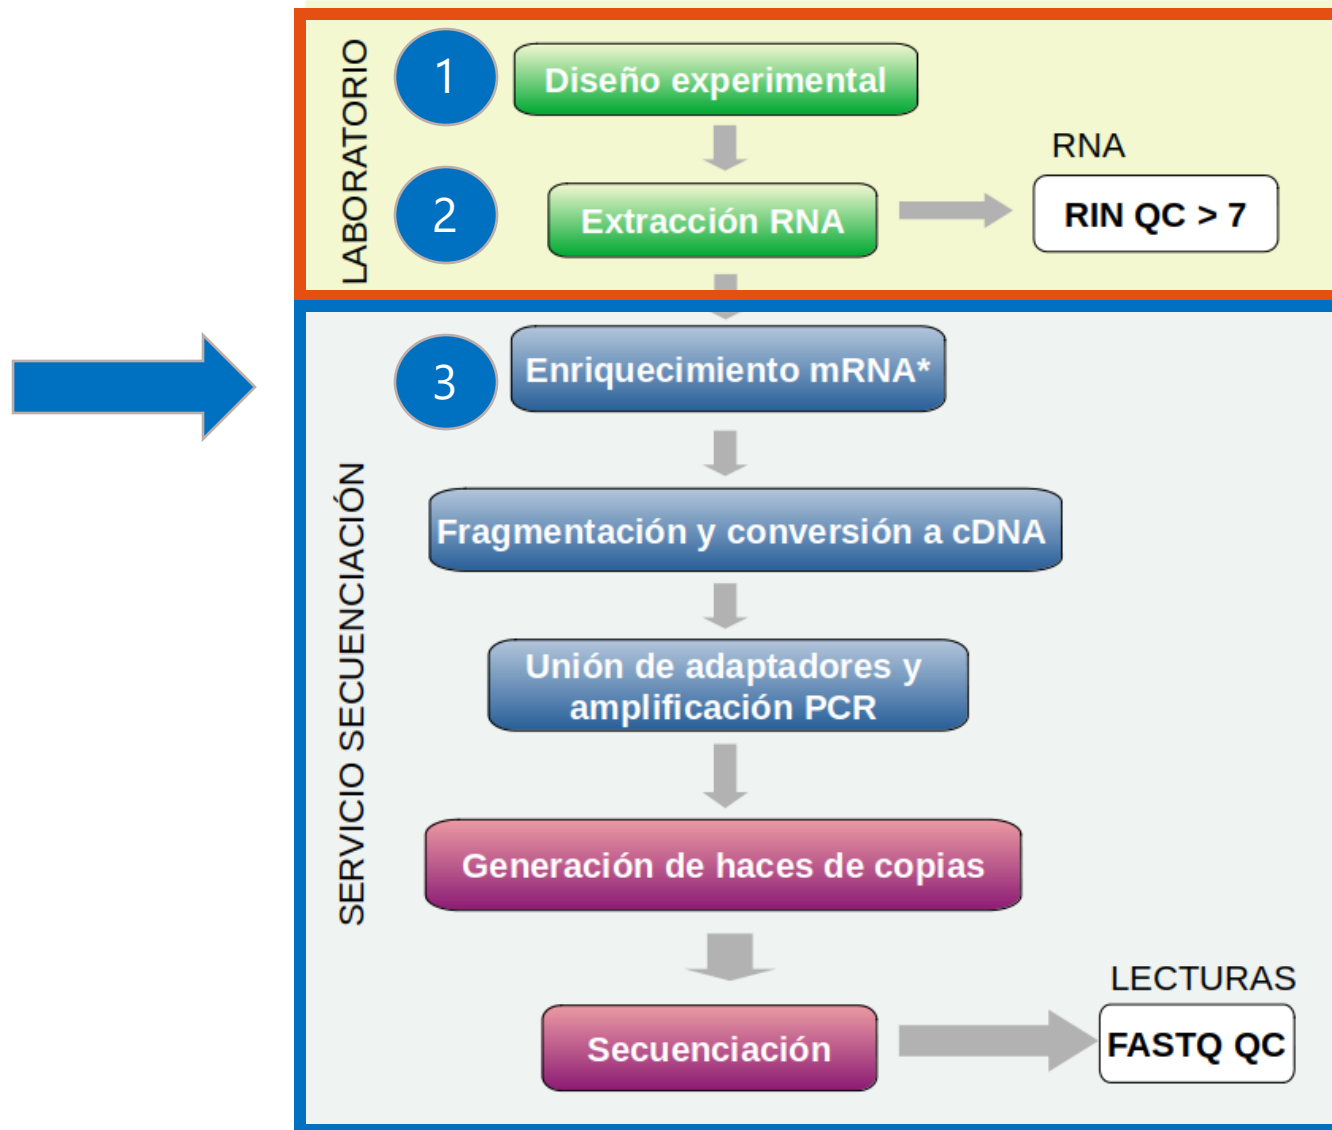 LABORATORIO
1
Diseño experimental
2
Extracción RNA
RNA
RIN QC > 7
SERVICIO SECUENCIACIÓN
3
Enriquecimiento mRNA*
Fragmentación y conversión a cDNA
Unión de adaptadores y
amplificación PCR
Generación de haces de copias
Secuenciación
LECTURAS
FASTQ QC